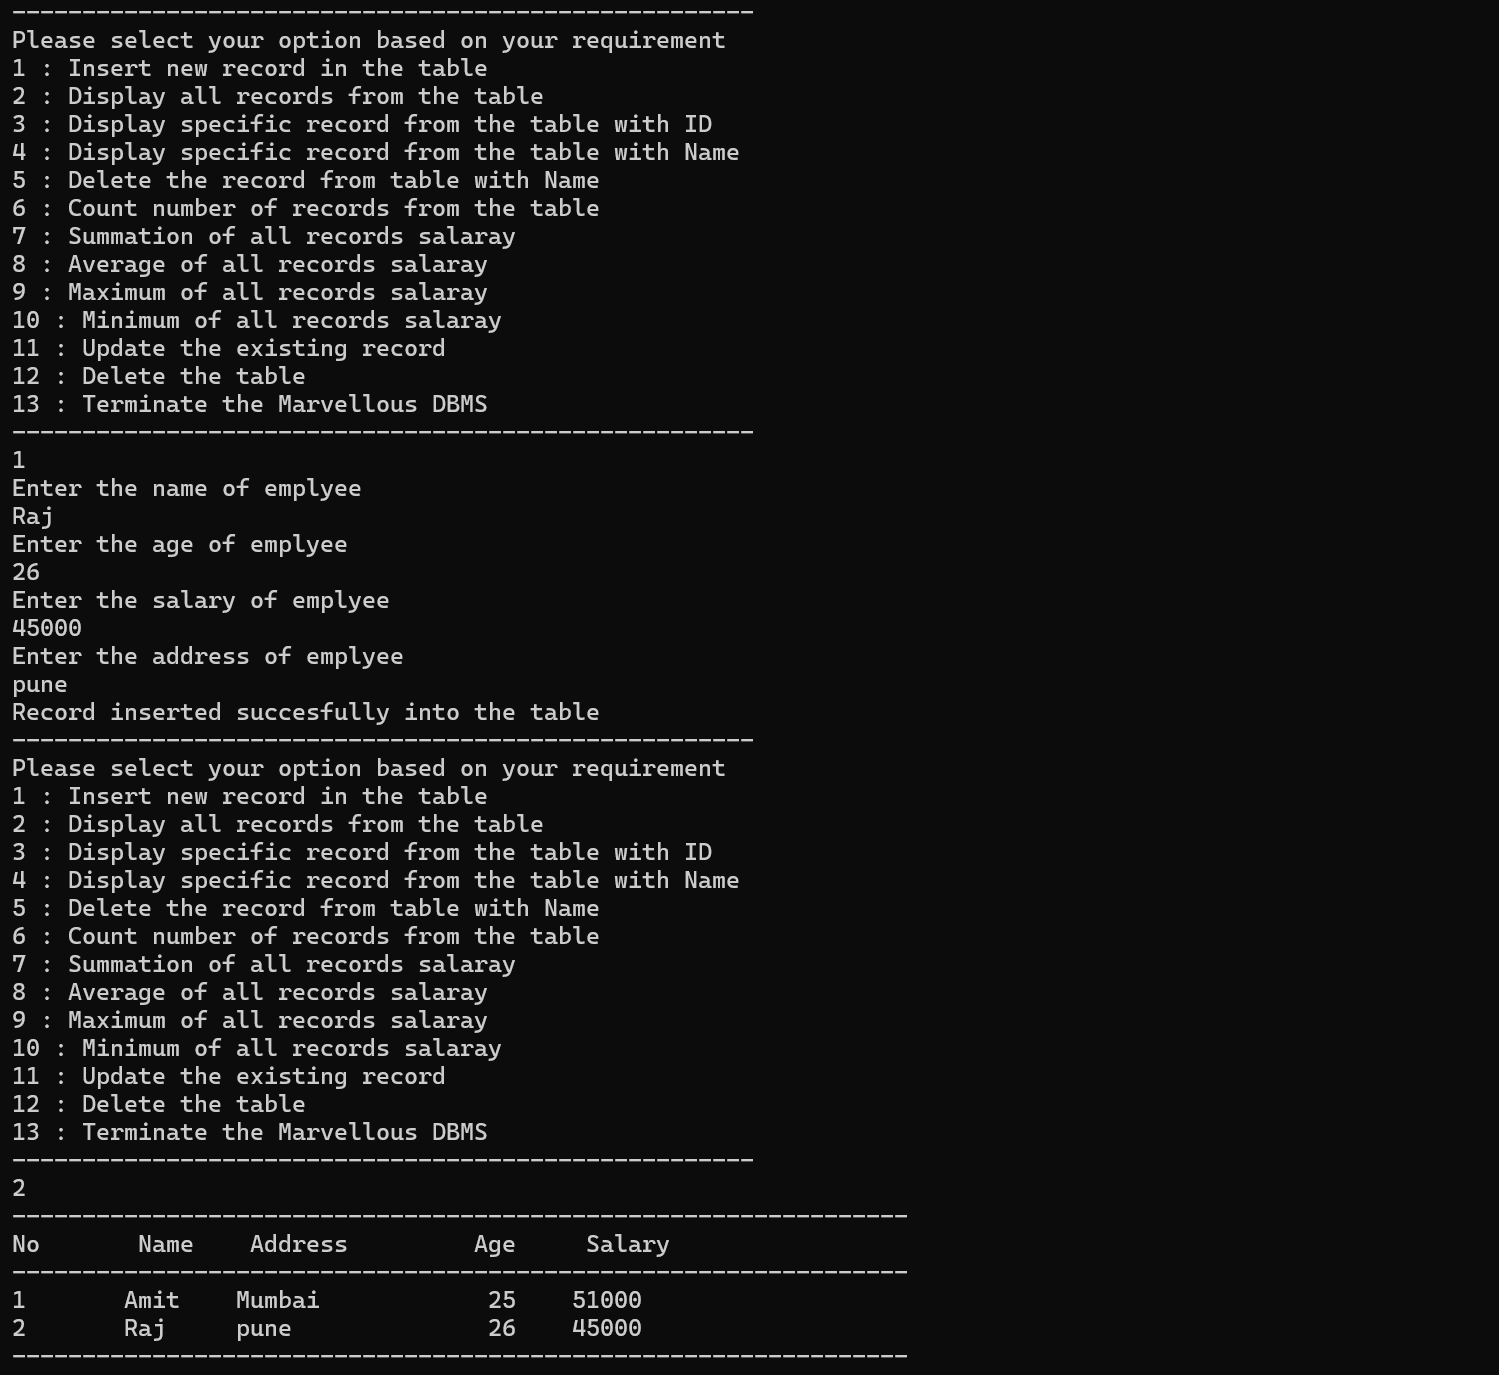 -----------------------------------------------------
Please select your option based on your requirement
1 : Insert new record in the table
2 : Display all records from the table
3 : Display specific record from the table with ID
4 : Display specific record from the table with Name
5 : Delete the record from table with Name
6 : Count number of records from the table
7 : Summation of all records salaray
8 : Average of all records salaray
9 : Maximum of all records salaray
10 : Minimum of all records salaray
11 : Update the existing record
12 : Delete the table
13 : Terminate the Marvellous DBMS
-----------------------------------------------------
1
Enter the name of emplyee
Raj
Enter the age of emplyee
26
Enter the salary of emplyee
45000
Enter the address of emplyee
pune
Record inserted succesfully into the table
-----------------------------------------------------
Please select your option based on your requirement
1 : Insert new record in the table
2 : Display all records from the table
3 : Display specific record from the table with ID
4 : Display specific record from the table with Name
5 : Delete the record from table with Name
6 : Count number of records from the table
7 : Summation of all records salaray
8 : Average of all records salaray
9 : Maximum of all records salaray
10 : Minimum of all records salaray
11 : Update the existing record
12 : Delete the table
13 : Terminate the Marvellous DBMS
-----------------------------------------------------
2
----------------------------------------------------------------
No       Name    Address         Age     Salary
----------------------------------------------------------------
1       Amit    Mumbai            25    51000
2       Raj     pune              26    45000
----------------------------------------------------------------